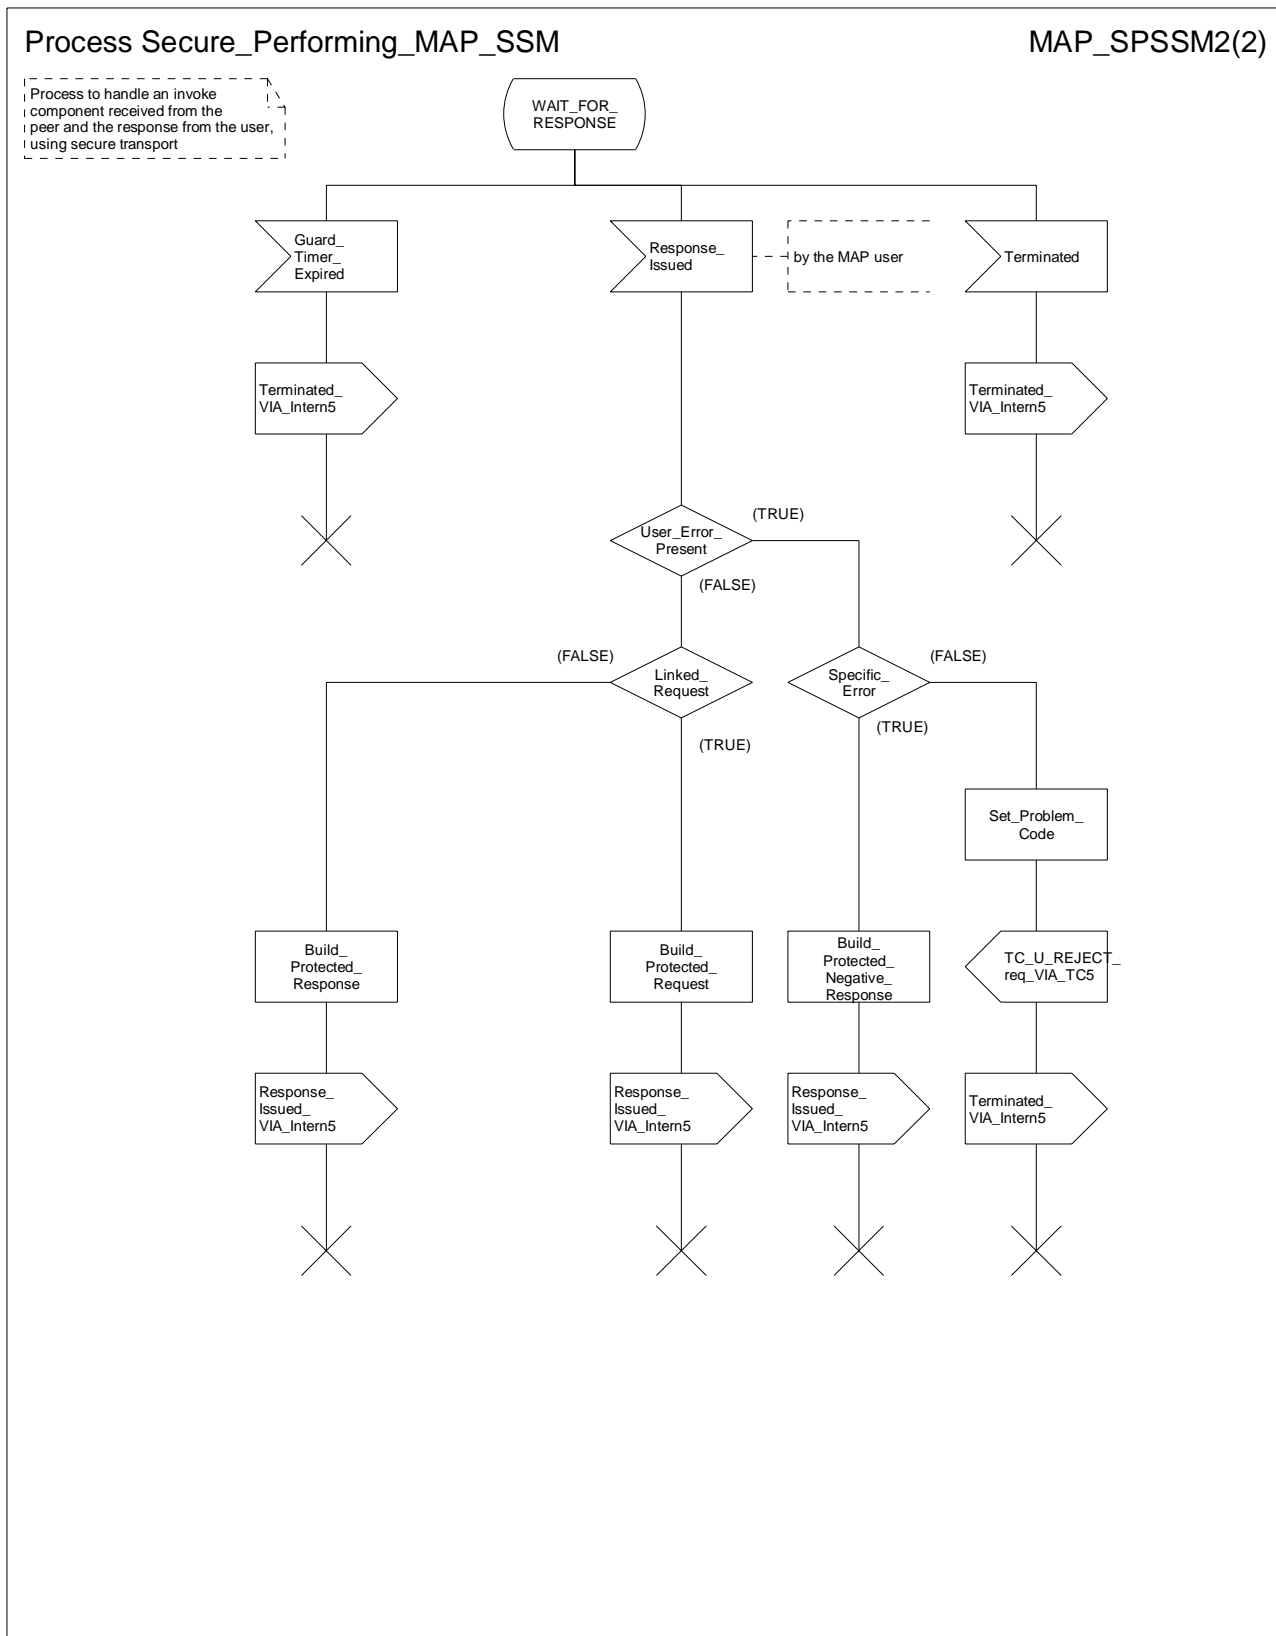 Process Secure_Performing_MAP_SSM
MAP_SPSSM2(2)
Process to handle an invoke
component received from the
peer and the response from the user,
using secure transport
WAIT_FOR_
RESPONSE
Guard_
Timer_
Expired
Response_
Issued
by the MAP user
Terminated
Terminated_
VIA_Intern5
Terminated_
VIA_Intern5
User_Error_
Present
(TRUE)
(FALSE)
(FALSE)
Linked_
Request
(TRUE)
Specific_
Error
(FALSE)
(TRUE)
Set_Problem_
Code
Build_
Protected_
Response
Build_
Protected_
Request
Build_
Protected_
Negative_
Response
TC_U_REJECT_
req_VIA_TC5
Response_
Issued_
VIA_Intern5
Response_
Issued_
VIA_Intern5
Response_
Issued_
VIA_Intern5
Terminated_
VIA_Intern5